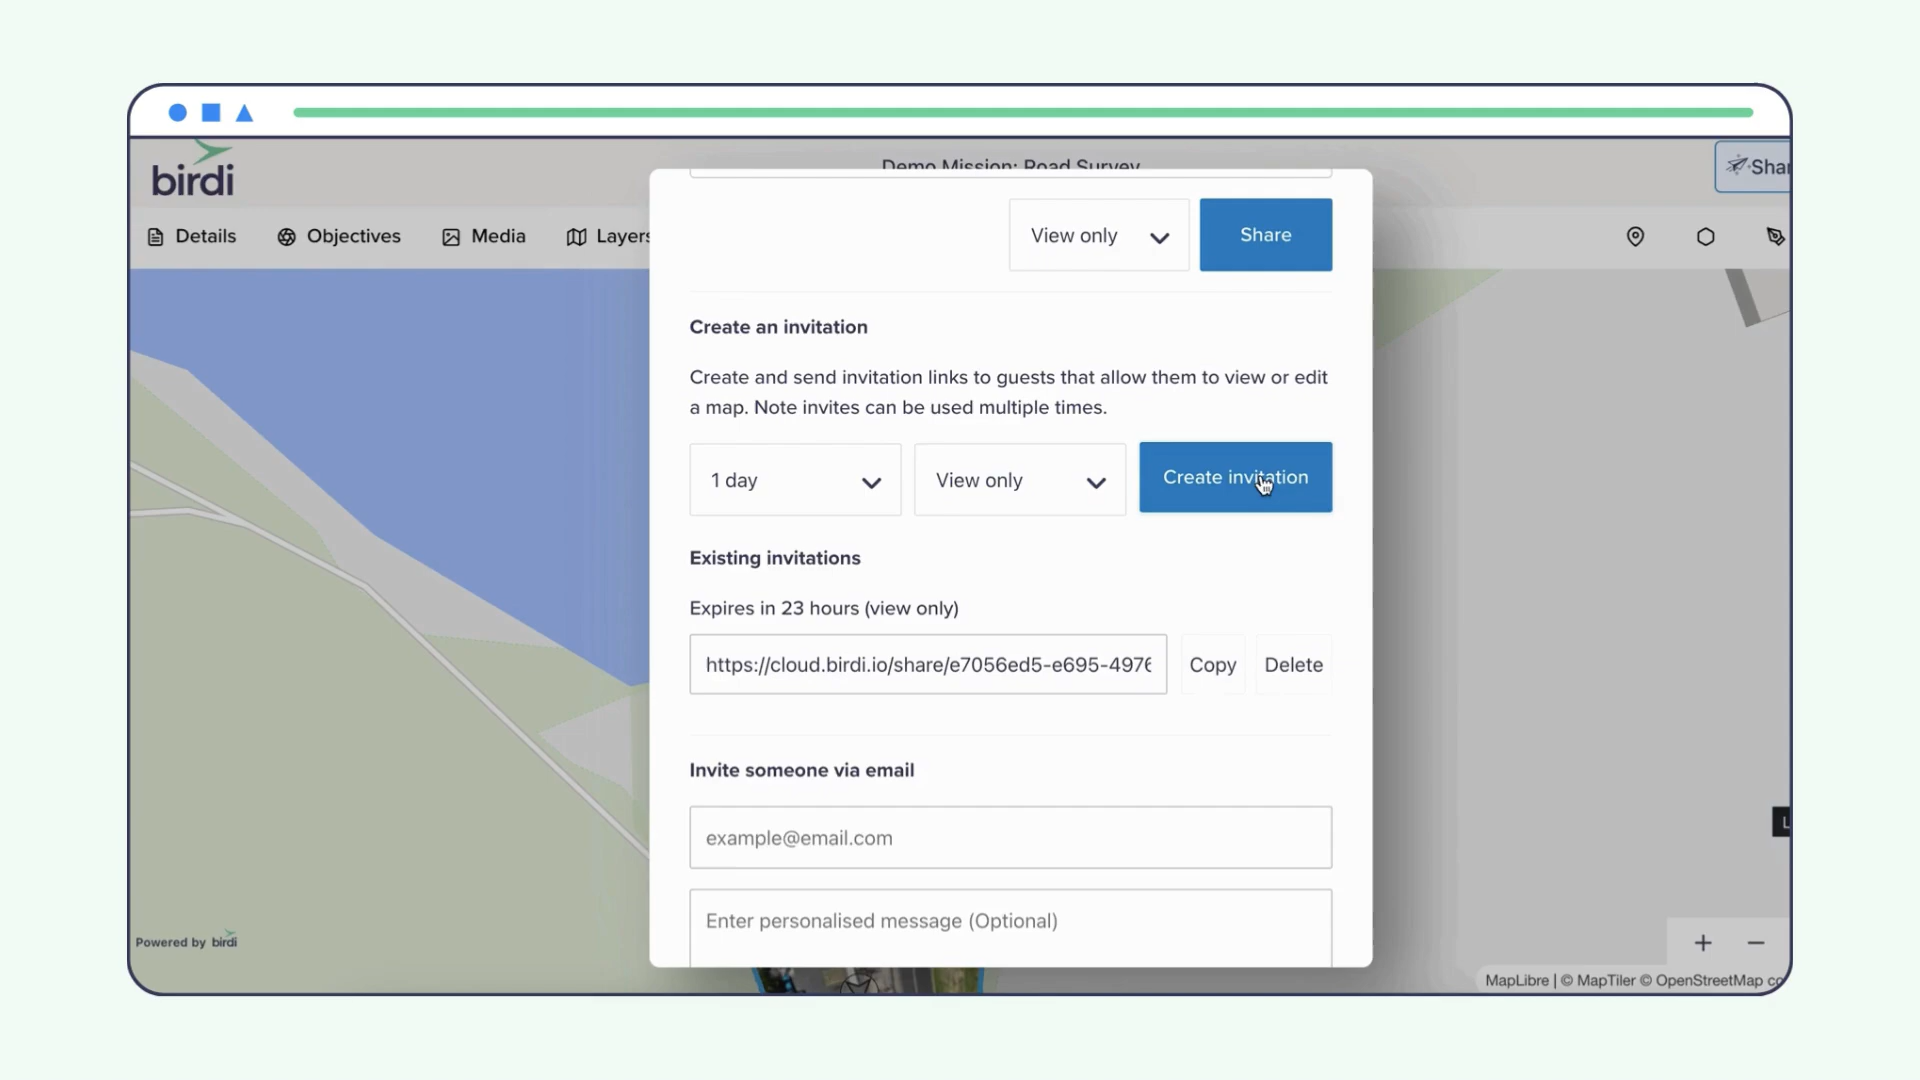 birdi
Demo Mission: Road Survey
Details
Objectives
Media
Layers
View only
Share
Create an invitation
Create and send invitation links to guests that allow them to view or edit
a map. Note invites can be used multiple times.
1 day
View only
Create invitation
Existing invitations
Expires in 23 hours (view only)
https://cloud.birdi.io/share/e7056ed5-e695-4976
Copy
Delete
Invite someone via email
example@email.com
Enter personalised message (Optional)
Powered by birdi
MapLibre | © MapTiler © OpenStreetMap